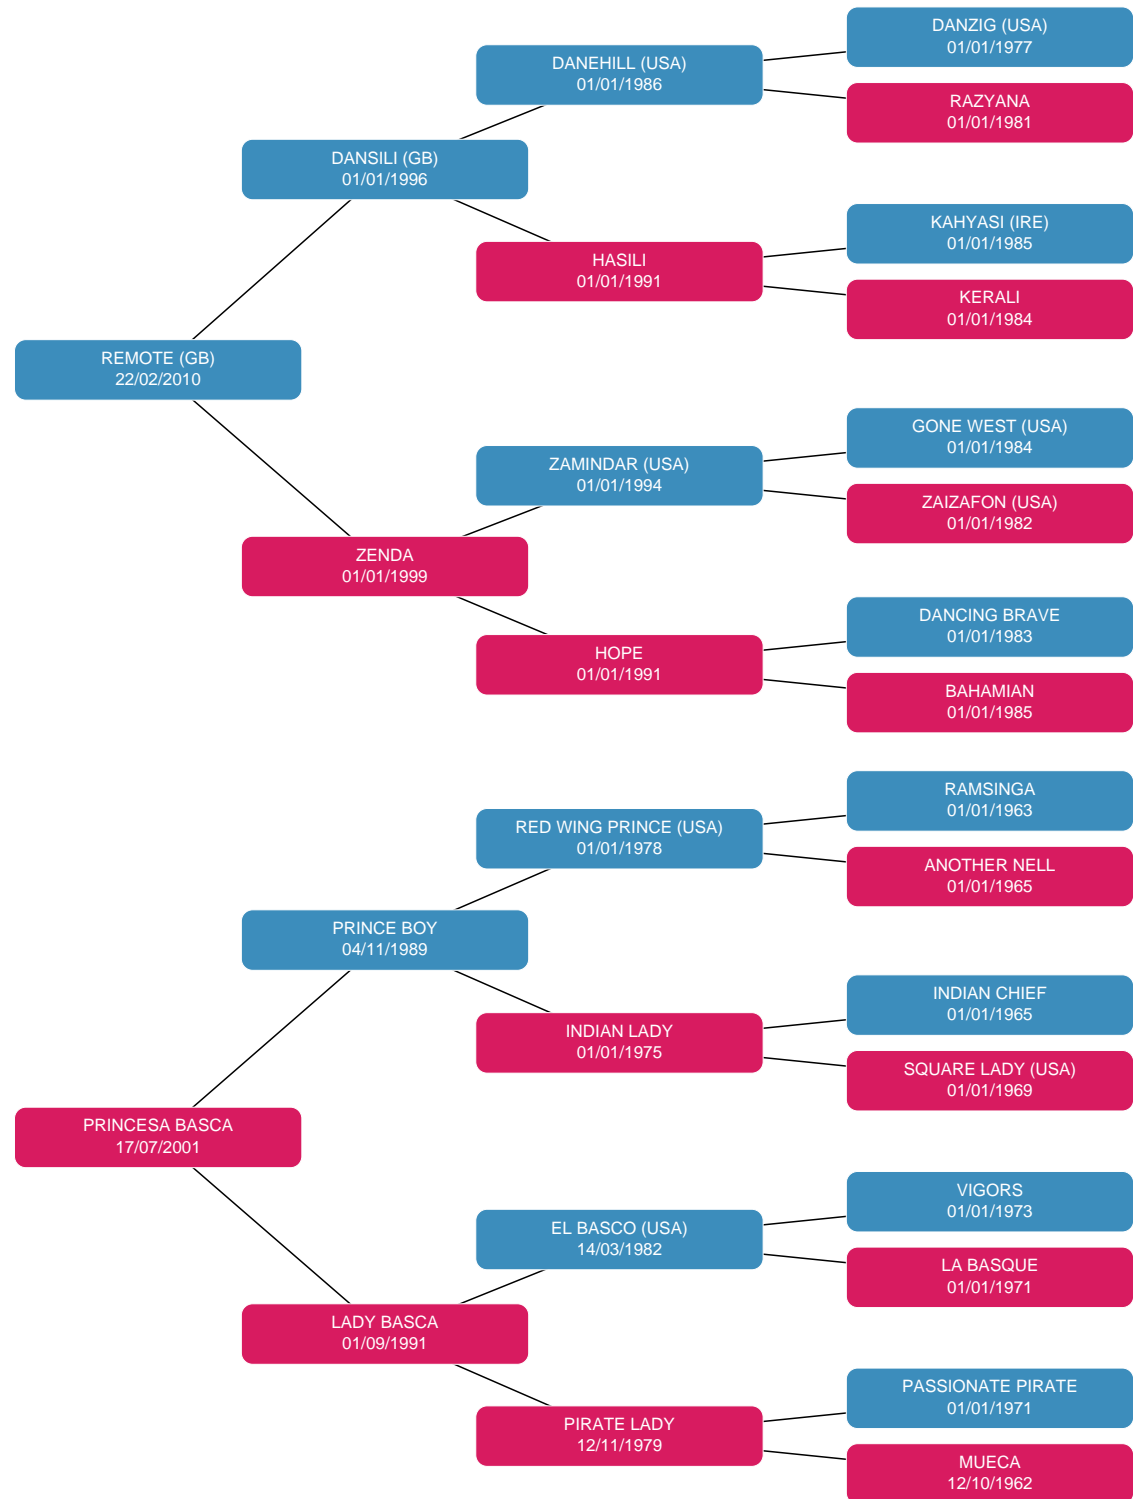 DANZIG (USA)
01/01/1977
DANEHILL (USA)
01/01/1986
RAZYANA
01/01/1981
DANSILI (GB)
01/01/1996
KAHYASI (IRE)
01/01/1985
HASILI
01/01/1991
KERALI
01/01/1984
REMOTE (GB)
22/02/2010
GONE WEST (USA)
01/01/1984
ZAMINDAR (USA)
01/01/1994
ZAIZAFON (USA)
01/01/1982
ZENDA
01/01/1999
DANCING BRAVE
01/01/1983
HOPE
01/01/1991
BAHAMIAN
01/01/1985
RAMSINGA
01/01/1963
RED WING PRINCE (USA)
01/01/1978
ANOTHER NELL
01/01/1965
PRINCE BOY
04/11/1989
INDIAN CHIEF
01/01/1965
INDIAN LADY
01/01/1975
SQUARE LADY (USA)
01/01/1969
PRINCESA BASCA
17/07/2001
VIGORS
01/01/1973
EL BASCO (USA)
14/03/1982
LA BASQUE
01/01/1971
LADY BASCA
01/09/1991
PASSIONATE PIRATE
01/01/1971
PIRATE LADY
12/11/1979
MUECA
12/10/1962